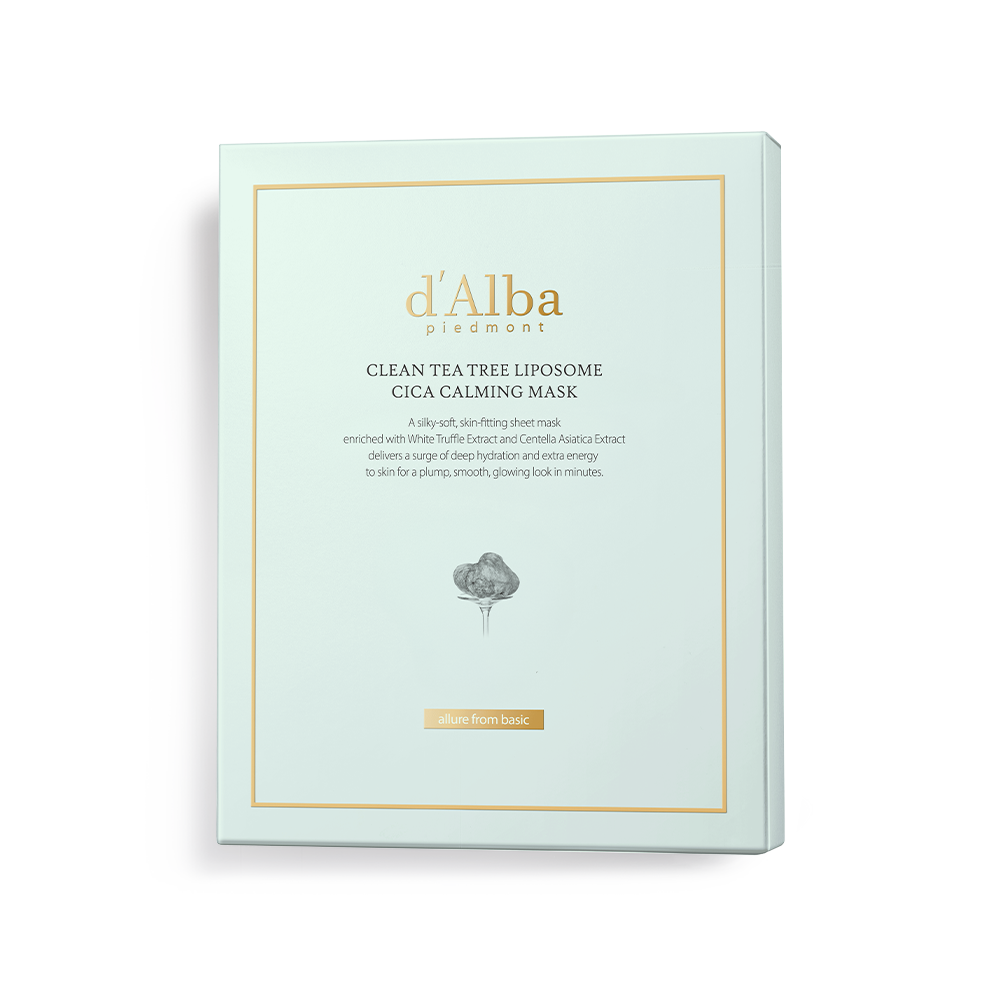 d'Alba
piedmont
CLEAN TEA TREE LIPOSOME
CICA CALMING MASK
A silky-soft, skin-fitting sheet mask
enriched with White Truffle Extract and Centella Asiatica Extract
delivers a surge of deep hydration and extra energy
to skin for a plump, smooth, glowing look in minutes.
allure from basic